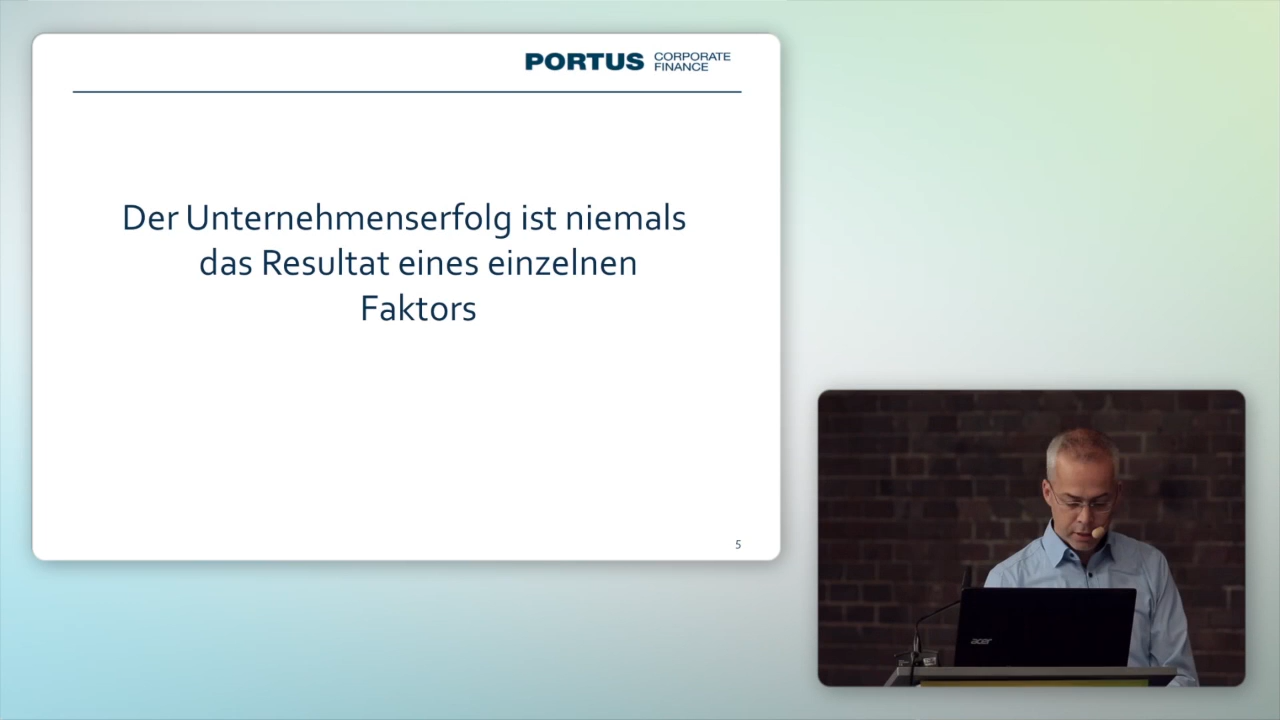 PORTUS CORPORATE
FINANCE
Der Unternehmenserfolg ist niemals
das Resultat eines einzelnen
Faktors
5
acer